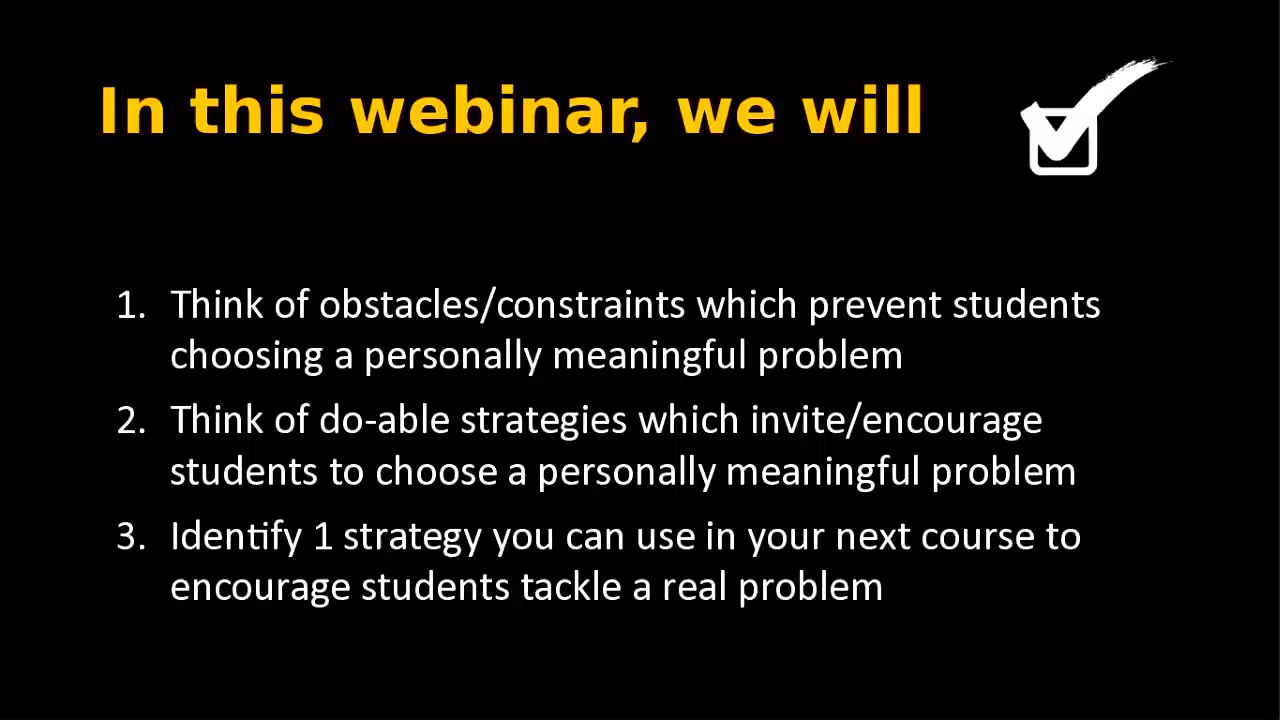 In this webinar, we will
1. Think of obstacles/constraints which prevent students
choosing a personally meaningful problem
2. Think of do-able strategies which invite/encourage
students to choose a personally meaningful problem
3. Identify 1 strategy you can use in your next course to
encourage students tackle a real problem